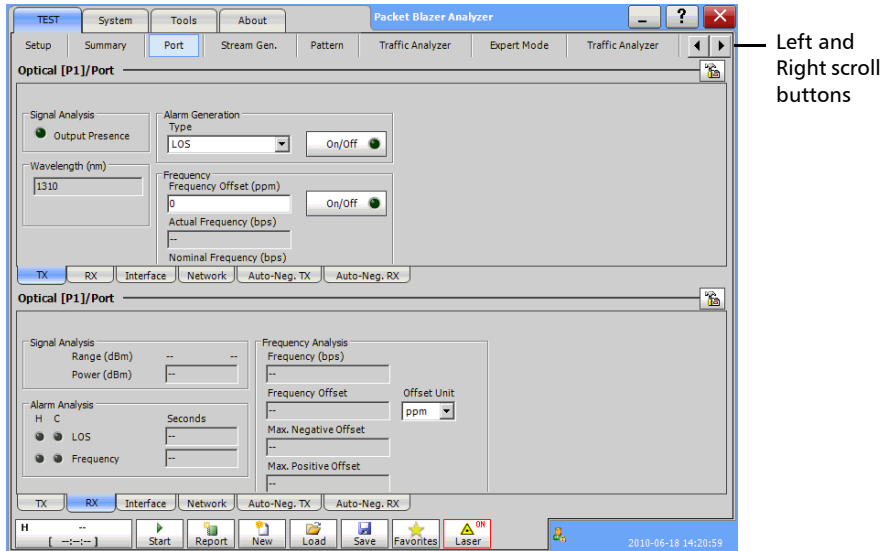 TEST System Tools About Packet Blazer Analyzer ?
Setup Summary Port Stream Gen. Pattern Traffic Analyzer Expert Mode Traffic Analyzer
Left and
Right scroll
buttons
Optical [P1]/Port
Signal Analysis
Output Presence
Wavelength (nm)
1310
Alarm Generation
Type
LOS
On/Off
Frequency
Frequency Offset (ppm)
0
On/Off
Actual Frequency (bps)
--
Nominal Frequency (bps)
TX RX Interface Network Auto-Neg. TX Auto-Neg. RX
Optical [P1]/Port
Signal Analysis
Range (dBm) -- --
Power (dBm) --
Alarm Analysis
H C Seconds
LOS --
Frequency --
Frequency Analysis
Frequency (bps)
--
Frequency Offset Offset Unit
-- ppm
Max. Negative Offset
--
Max. Positive Offset
--
TX RX Interface Network Auto-Neg. TX Auto-Neg. RX
H --
[ --:--:-- ]
Start Report New Load Save Favorites ON Laser
2010-06-18 14:20:59